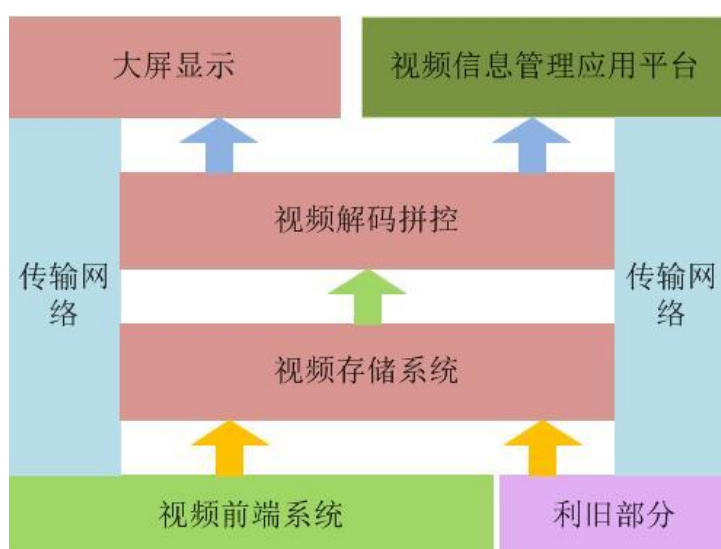 大屏显示
视频信息管理应用平台
视频解码拼控
传输网
络
传输网
络
视频存储系统
视频前端系统
利旧部分